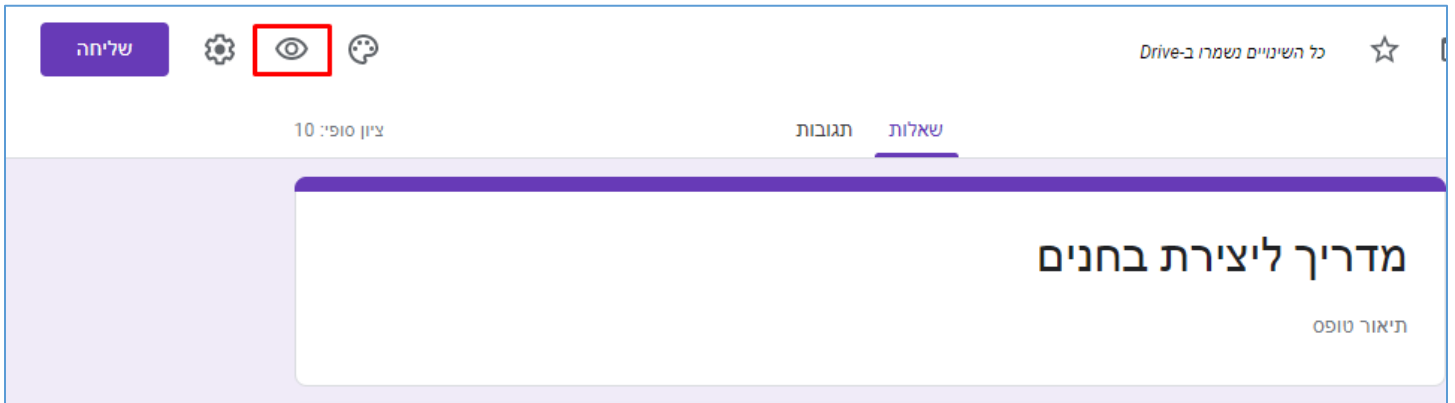 כל השינויים נשמרו ב-Drive
שליחה
שאלות
תגובות
ציון סופי: 10
מדריך ליצירת בחנים
תיאור טופס